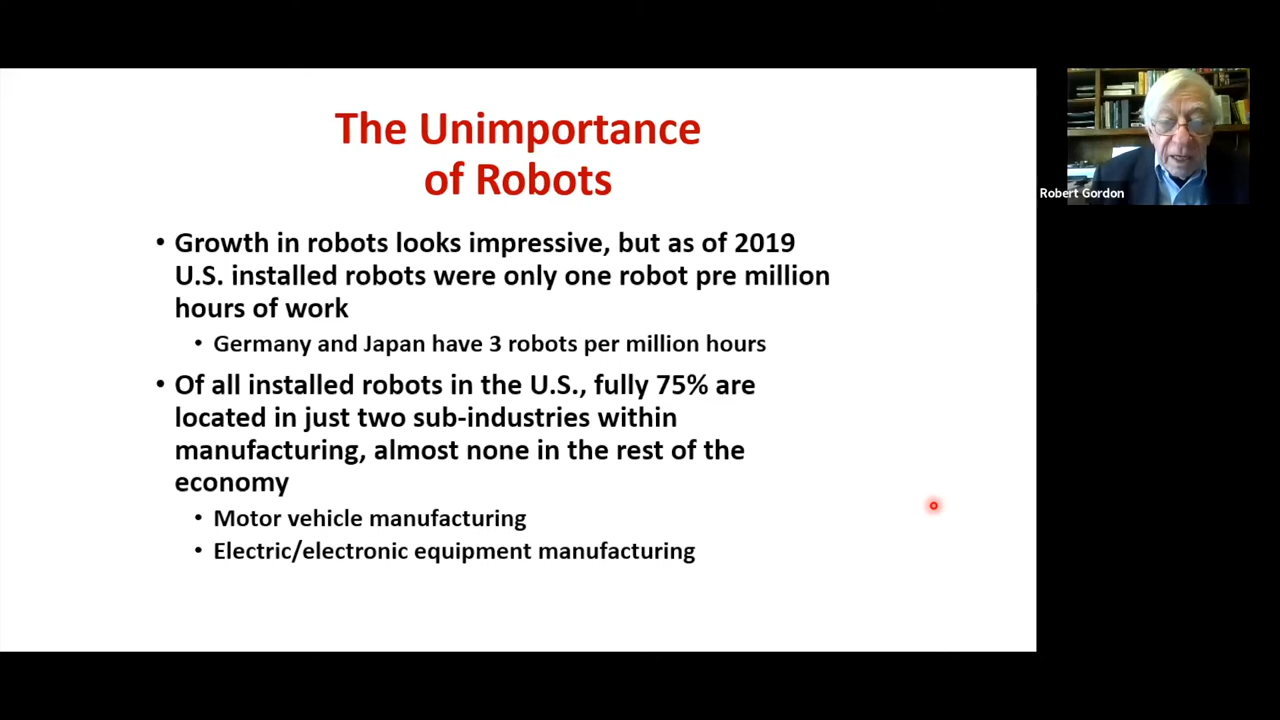 The Unimportance
of Robots
• Growth in robots looks impressive, but as of 2019
U.S. installed robots were only one robot pre million
hours of work
• Germany and Japan have 3 robots per million hours
• Of all installed robots in the U.S., fully 75% are
located in just two sub-industries within
manufacturing, almost none in the rest of the
economy
• Motor vehicle manufacturing
• Electric/electronic equipment manufacturing
Robert Gordon